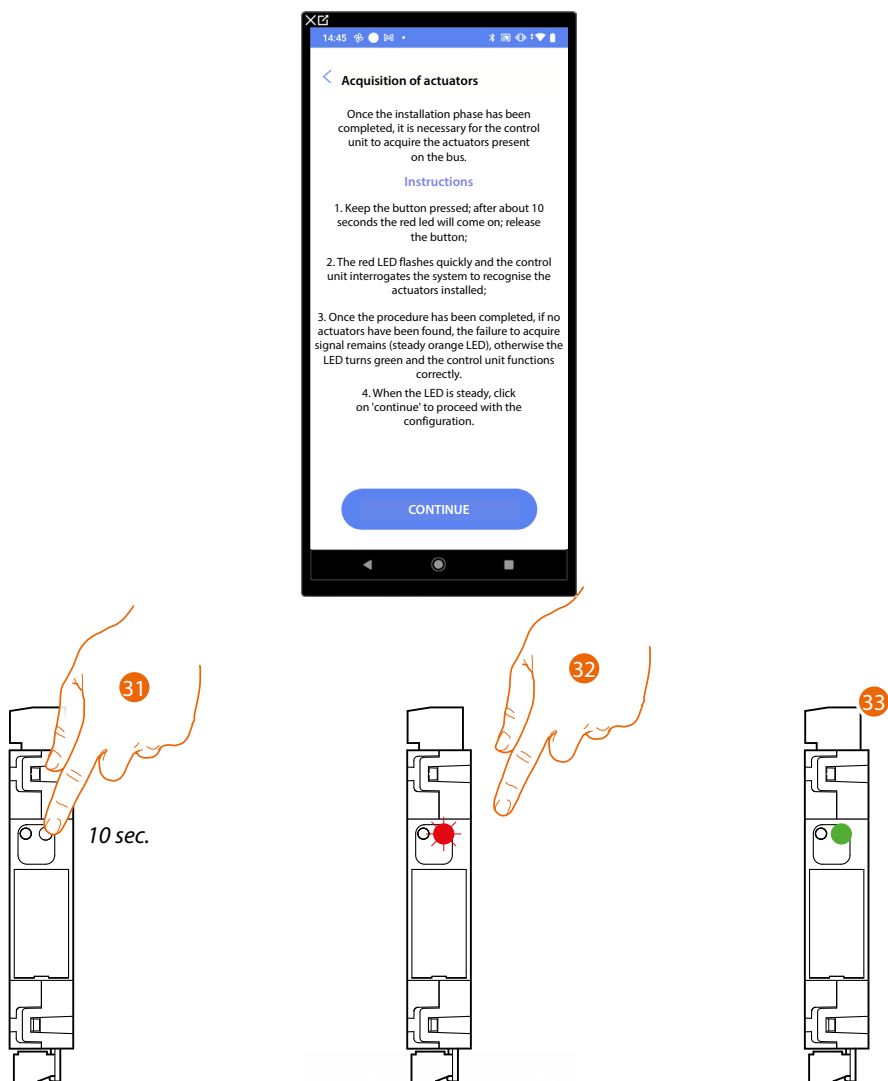 14:45
Acquisition of actuators
Once the installation phase has been
completed, it is necessary for the control
unit to acquire the actuators present
on the bus.
Instructions
1. Keep the button pressed; after about 10
seconds the red led will come on; release
the button;
2. The red LED flashes quickly and the control
unit interrogates the system to recognise the
actuators installed;
3. Once the procedure has been completed, if no
actuators have been found, the failure to acquire
signal remains (steady orange LED), otherwise the
LED turns green and the control unit functions
correctly.
4. When the LED is steady, click
on 'continue' to proceed with the
configuration.
CONTINUE
31
32
33
10 sec.